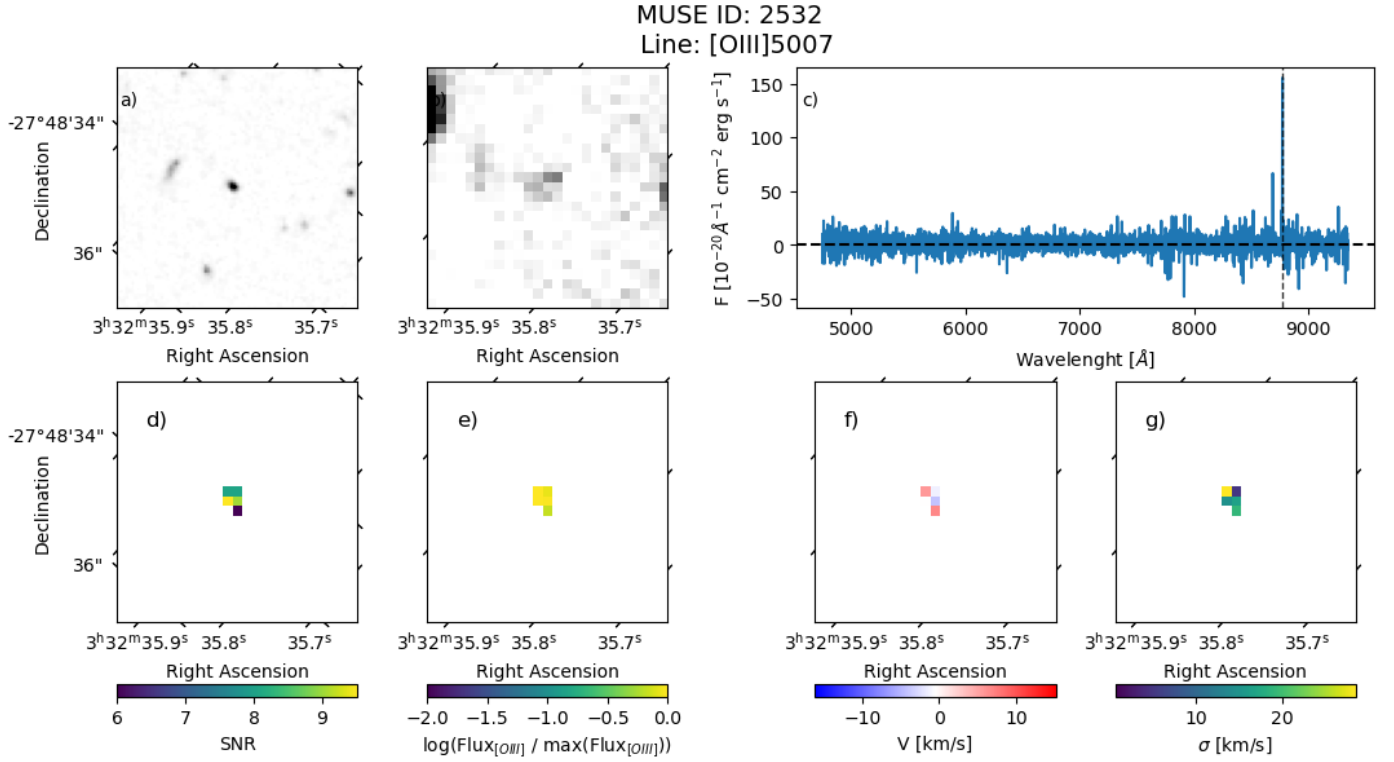 MUSE ID: 2532
Line: [OIII]5007
a)
-27°48'34"
36"
Declination
3ʰ32ᵐ35.9ˢ 35.8ˢ 35.7ˢ
Right Ascension
b)
3ʰ32ᵐ35.9ˢ 35.8ˢ 35.7ˢ
Right Ascension
c)
F [10⁻²⁰Å⁻¹ cm⁻² erg s⁻¹]
150
100
50
0
−50
5000 6000 7000 8000 9000
Wavelenght [Å]
d)
-27°48'34"
36"
Declination
3ʰ32ᵐ35.9ˢ 35.8ˢ 35.7ˢ
Right Ascension
6 7 8 9
SNR
e)
3ʰ32ᵐ35.9ˢ 35.8ˢ 35.7ˢ
Right Ascension
−2.0 −1.5 −1.0 −0.5 0.0
log(Flux[OIII] / max(Flux[OIII]))
f)
3ʰ32ᵐ35.9ˢ 35.8ˢ 35.7ˢ
Right Ascension
−10 0 10
V [km/s]
g)
3ʰ32ᵐ35.9ˢ 35.8ˢ 35.7ˢ
Right Ascension
10 20
σ [km/s]